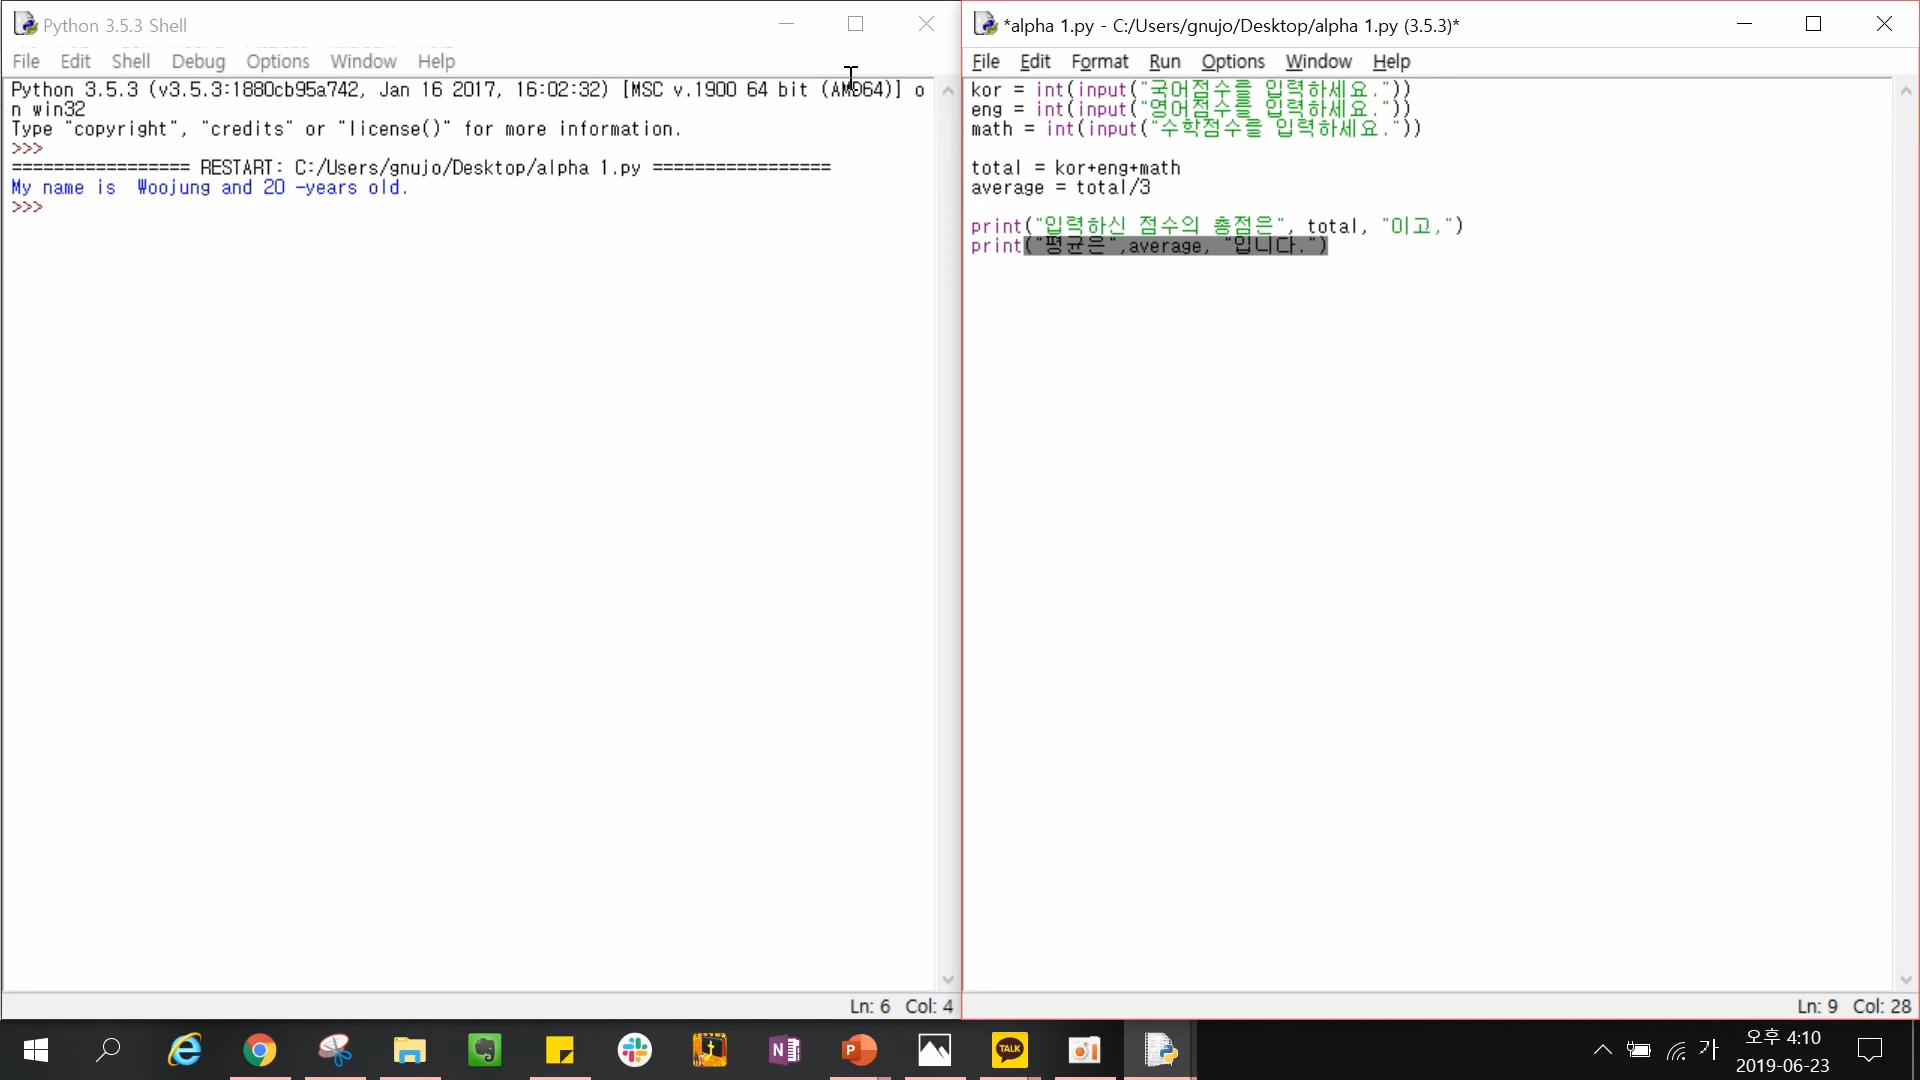 Python 3.5.3 Shell
File Edit Shell Debug Options Window Help
Python 3.5.3 (v3.5.3:1880cb95a742, Jan 16 2017, 16:02:32) [MSC v.1900 64 bit (AMD64)] o
n win32
Type "copyright", "credits" or "license()" for more information.
>>>
================= RESTART: C:/Users/gnujo/Desktop/alpha 1.py =================
My name is  Woojung and 20 -years old.
>>>
Ln: 6 Col: 4
*alpha 1.py - C:/Users/gnujo/Desktop/alpha 1.py (3.5.3)*
File Edit Format Run Options Window Help
kor = int(input("국어점수를 입력하세요."))
eng = int(input("영어점수를 입력하세요."))
math = int(input("수학점수를 입력하세요."))
total = kor+eng+math
average = total/3
print("입력하신 점수의 총점은", total, "이고,")
print("평균은",average, "입니다.")
Ln: 9 Col: 28
N
P
TALK
가
오후 4:10
2019-06-23